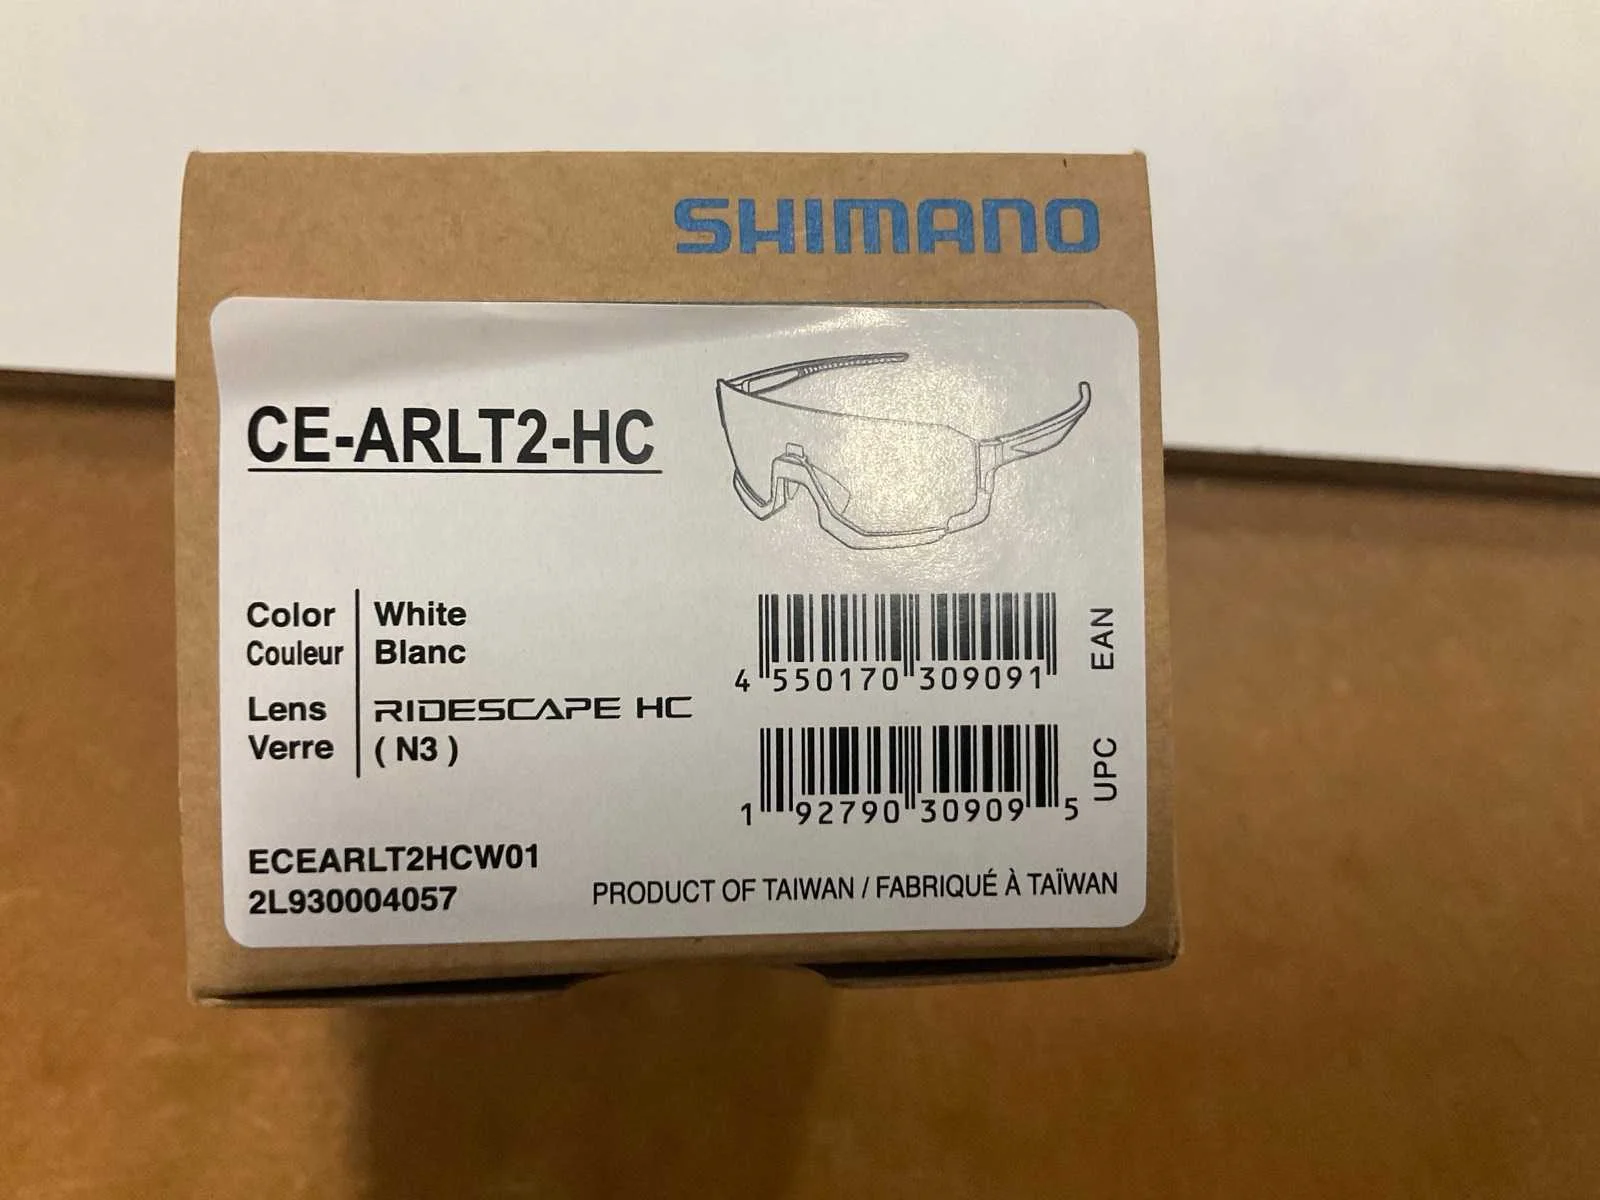 SHIMANO
CE-ARLT2-HC
Color White
Couleur Blanc
Lens RIDESCAPE HC
Verre ( N3 )
4 550170 309091
EAN
1 92790 30909 5
UPC
ECEARLT2HCW01
2L930004057
PRODUCT OF TAIWAN / FABRIQUÉ À TAÏWAN